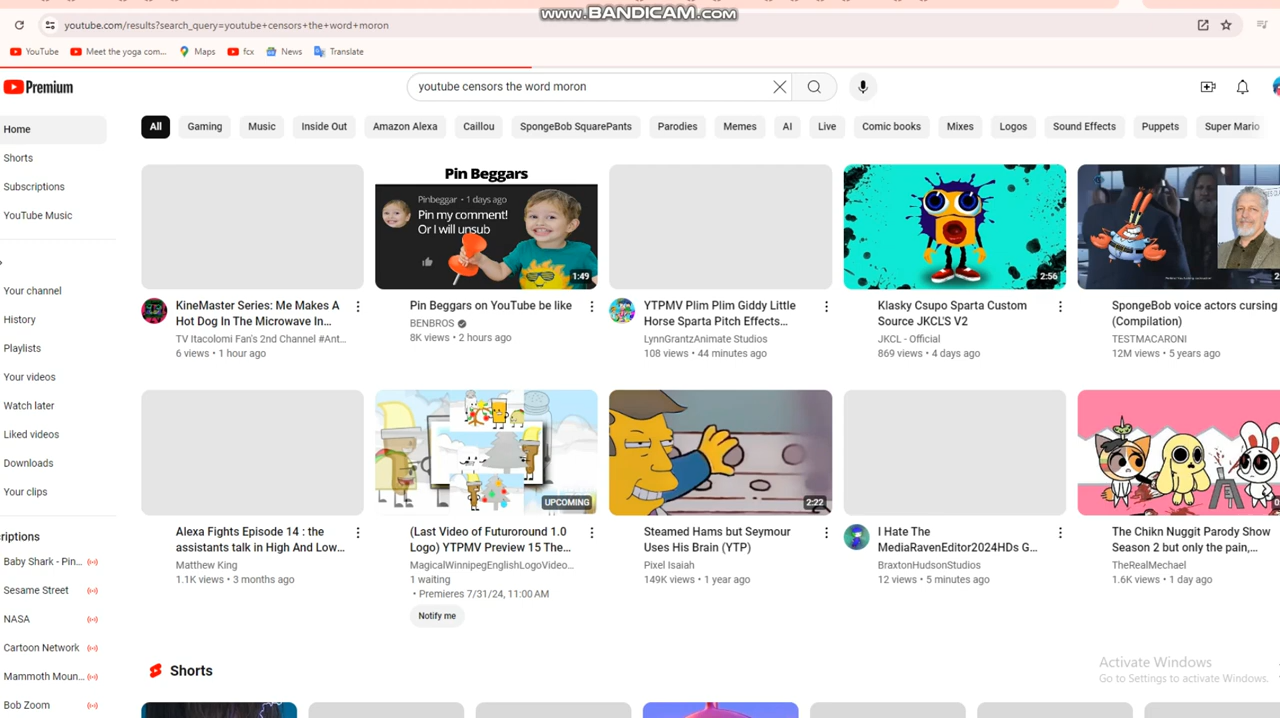 www.BANDICAM.com
youtube.com/results?search_query=youtube+censors+the+word+moron
YouTube
Meet the yoga com...
Maps
fcx
News
Translate
Premium
youtube censors the word moron
Home
Shorts
Subscriptions
YouTube Music
Your channel
History
Playlists
Your videos
Watch later
Liked videos
Downloads
Your clips
criptions
Baby Shark - Pin...
Sesame Street
NASA
Cartoon Network
Mammoth Moun...
Bob Zoom
All
Gaming
Music
Inside Out
Amazon Alexa
Caillou
SpongeBob SquarePants
Parodies
Memes
AI
Live
Comic books
Mixes
Logos
Sound Effects
Puppets
Super Mario
KineMaster Series: Me Makes A
Hot Dog In The Microwave In...
TV Itacolomi Fan's 2nd Channel #Ant...
6 views • 1 hour ago
Pin Beggars
Pinbeggar • 1 days ago
Pin my comment!
Or I will unsub
1:49
Pin Beggars on YouTube be like
BENBROS
8K views • 2 hours ago
YTPMV Plim Plim Giddy Little
Horse Sparta Pitch Effects...
LynnGrantzAnimate Studios
108 views • 44 minutes ago
2:56
Klasky Csupo Sparta Custom
Source JKCL'S V2
JKCL - Official
869 views • 4 days ago
SpongeBob voice actors cursing
(Compilation)
TESTMACARONI
12M views • 5 years ago
Alexa Fights Episode 14 : the
assistants talk in High And Low...
Matthew King
1.1K views • 3 months ago
UPCOMING
(Last Video of Futuroround 1.0
Logo) YTPMV Preview 15 The...
MagicalWinnipegEnglishLogoVideo...
1 waiting
• Premieres 7/31/24, 11:00 AM
Notify me
2:22
Steamed Hams but Seymour
Uses His Brain (YTP)
Pixel Isaiah
149K views • 1 year ago
I Hate The
MediaRavenEditor2024HDs G...
BraxtonHudsonStudios
12 views • 5 minutes ago
The Chikn Nuggit Parody Show
Season 2 but only the pain,...
TheRealMechael
1.6K views • 1 day ago
Shorts
Activate Windows
Go to Settings to activate Windows.